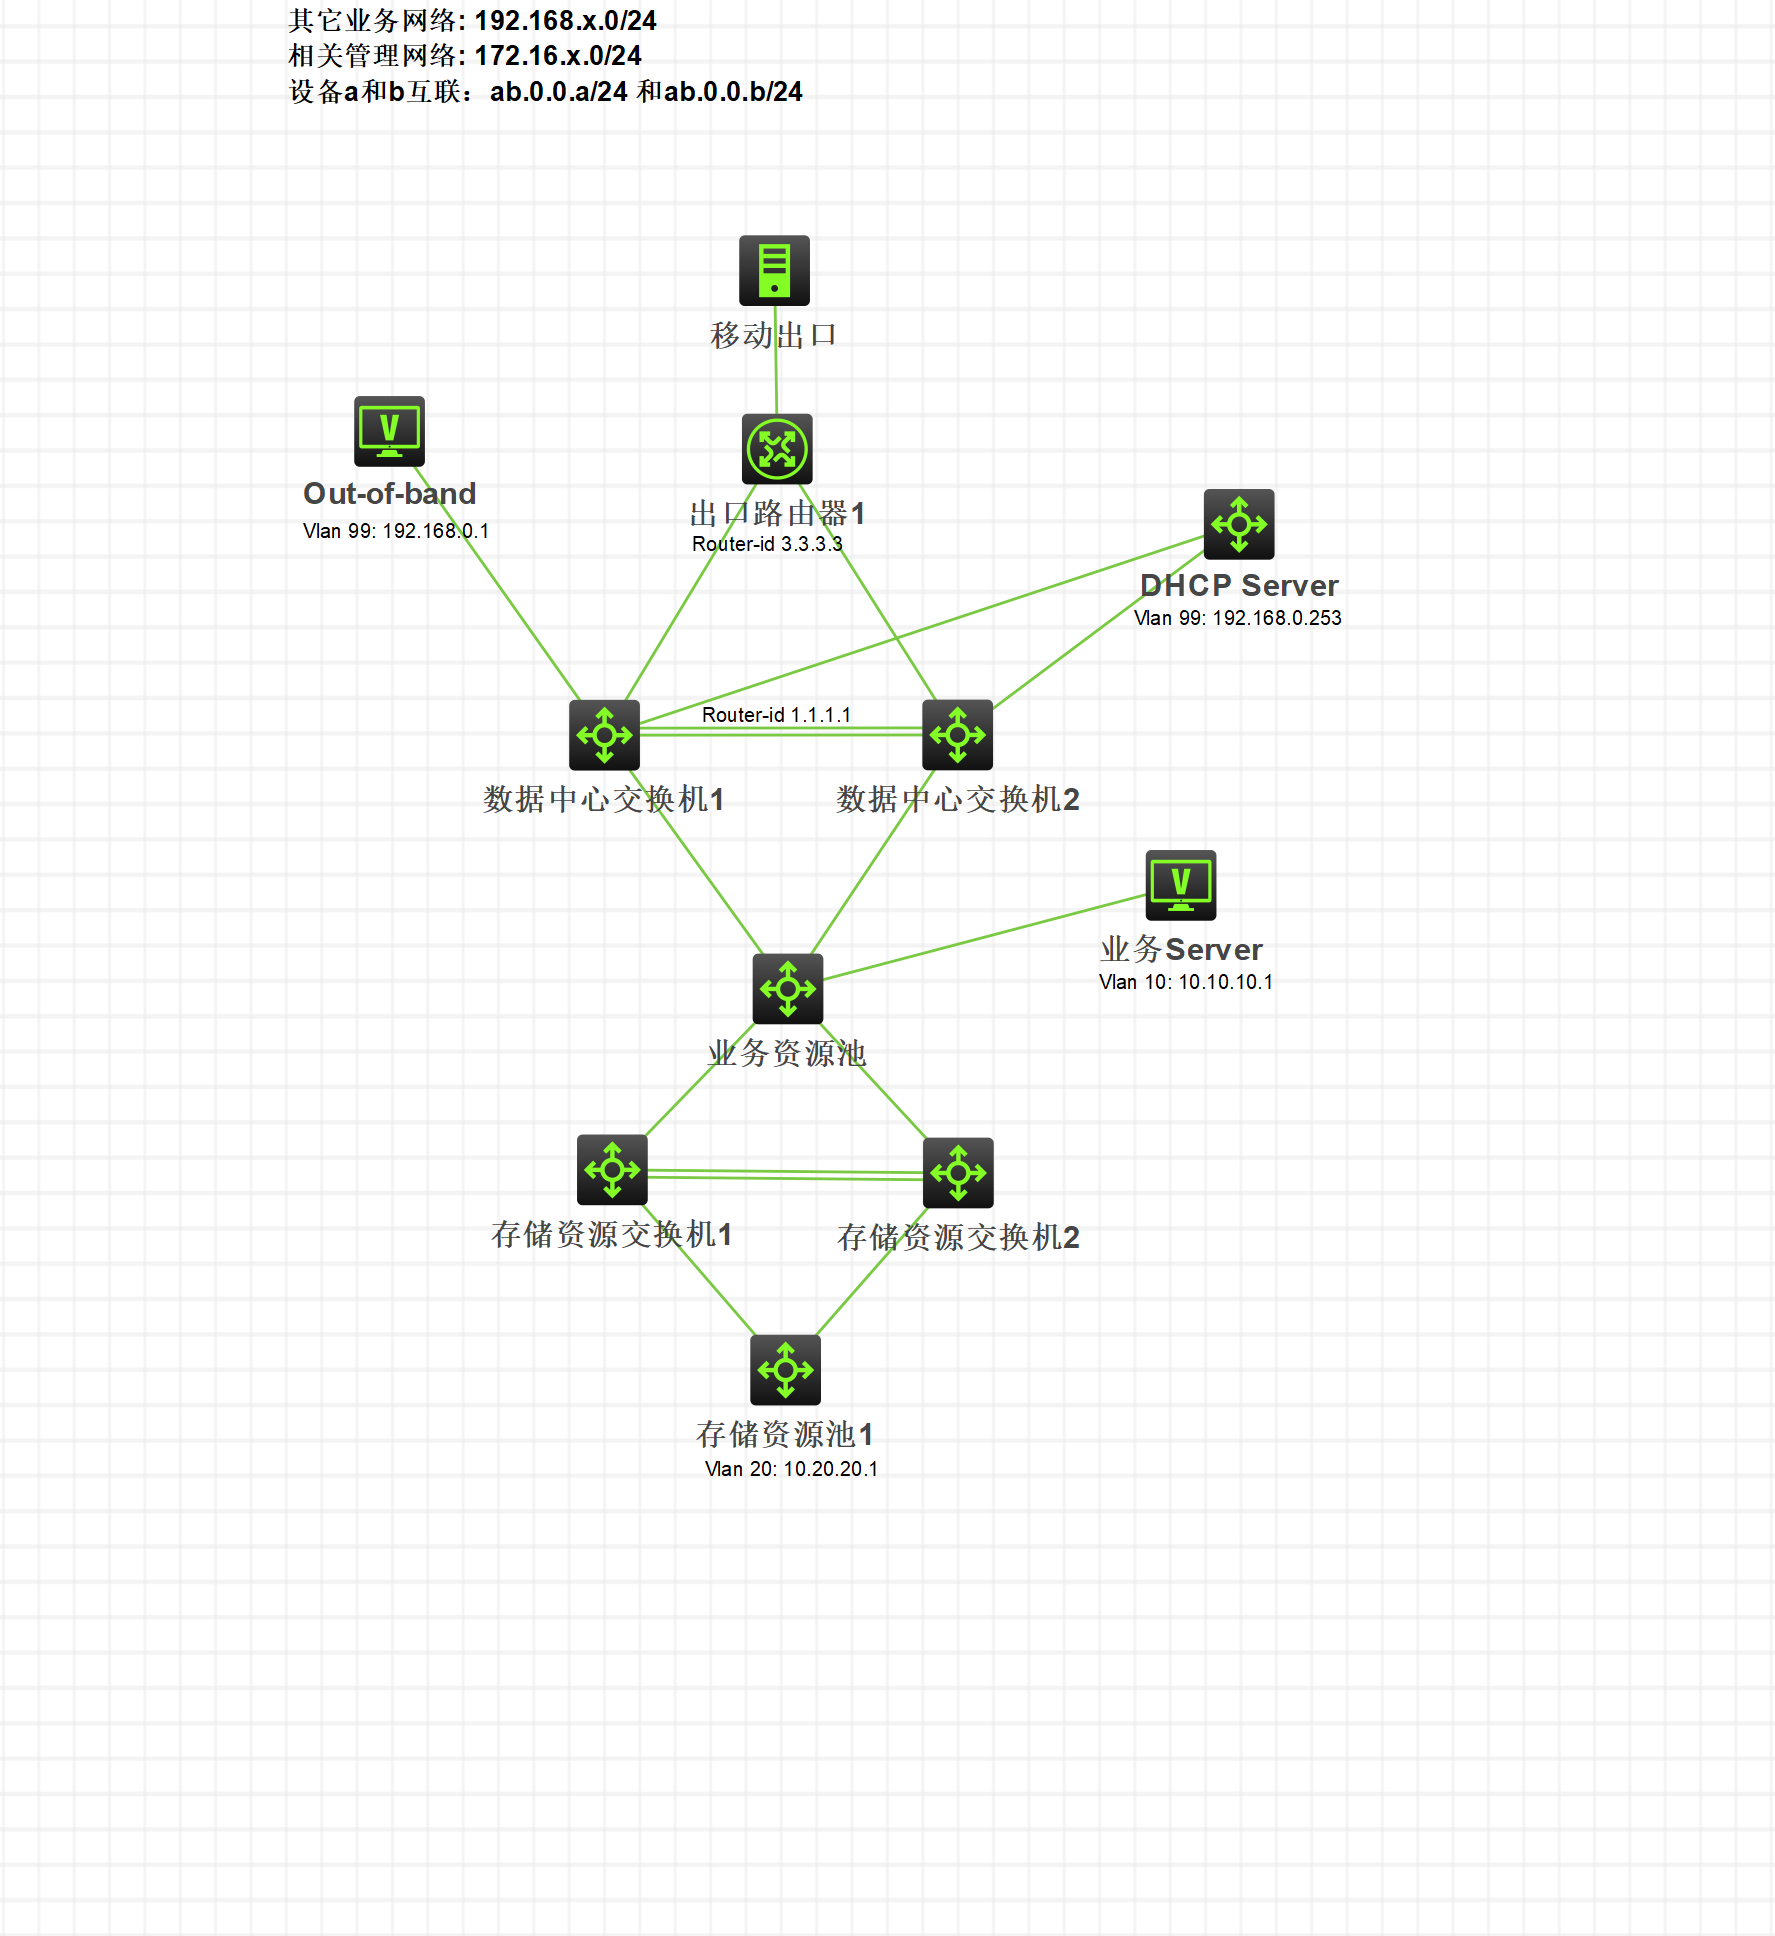 其它业务网络: 192.168.x.0/24
相关管理网络: 172.16.x.0/24
设备a和b互联：ab.0.0.a/24 和ab.0.0.b/24
移动出口
Out-of-band
Vlan 99: 192.168.0.1
出口路由器1
Router-id 3.3.3.3
DHCP Server
Vlan 99: 192.168.0.253
Router-id 1.1.1.1
数据中心交换机1
数据中心交换机2
业务Server
Vlan 10: 10.10.10.1
业务资源池
存储资源交换机1
存储资源交换机2
存储资源池1
Vlan 20: 10.20.20.1